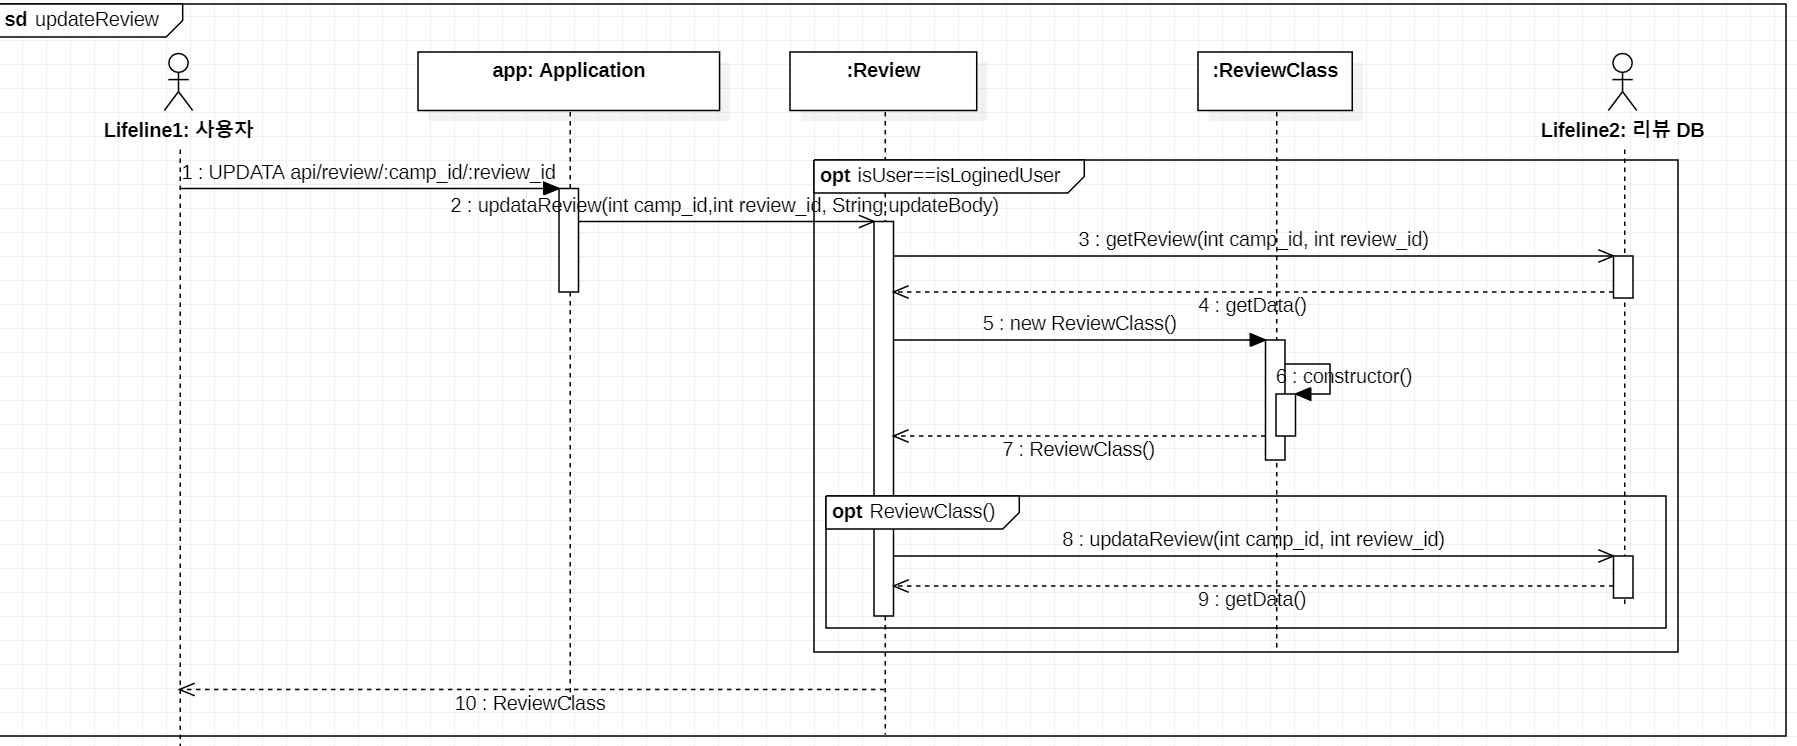 sd updateReview
app: Application
:Review
:ReviewClass
Lifeline1: 사용자
Lifeline2: 리뷰 DB
1 : UPDATA api/review/:camp_id/:review_id
opt isUser==isLoginedUser
2 : updataReview(int camp_id,int review_id, String updateBody)
3 : getReview(int camp_id, int review_id)
4 : getData()
5 : new ReviewClass()
6 : constructor()
7 : ReviewClass()
opt ReviewClass()
8 : updataReview(int camp_id, int review_id)
9 : getData()
10 : ReviewClass